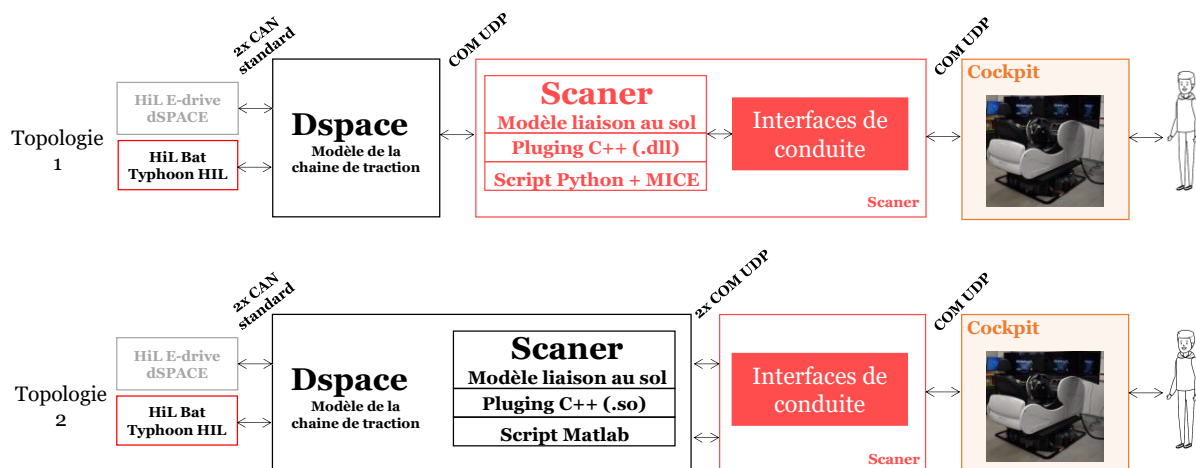 2x CAN
standard
COM UDP
COM UDP
Topologie
1
HiL E-drive
dSPACE
HiL Bat
Typhoon HIL
Dspace
Modèle de la
chaine de traction
Scaner
Modèle liaison au sol
Pluging C++ (.dll)
Script Python + MICE
Interfaces de
conduite
Scaner
Cockpit
2x CAN
standard
2x COM UDP
COM UDP
Topologie
2
HiL E-drive
dSPACE
HiL Bat
Typhoon HIL
Dspace
Modèle de la
chaine de traction
Scaner
Modèle liaison au sol
Pluging C++ (.so)
Script Matlab
Interfaces de
conduite
Scaner
Cockpit